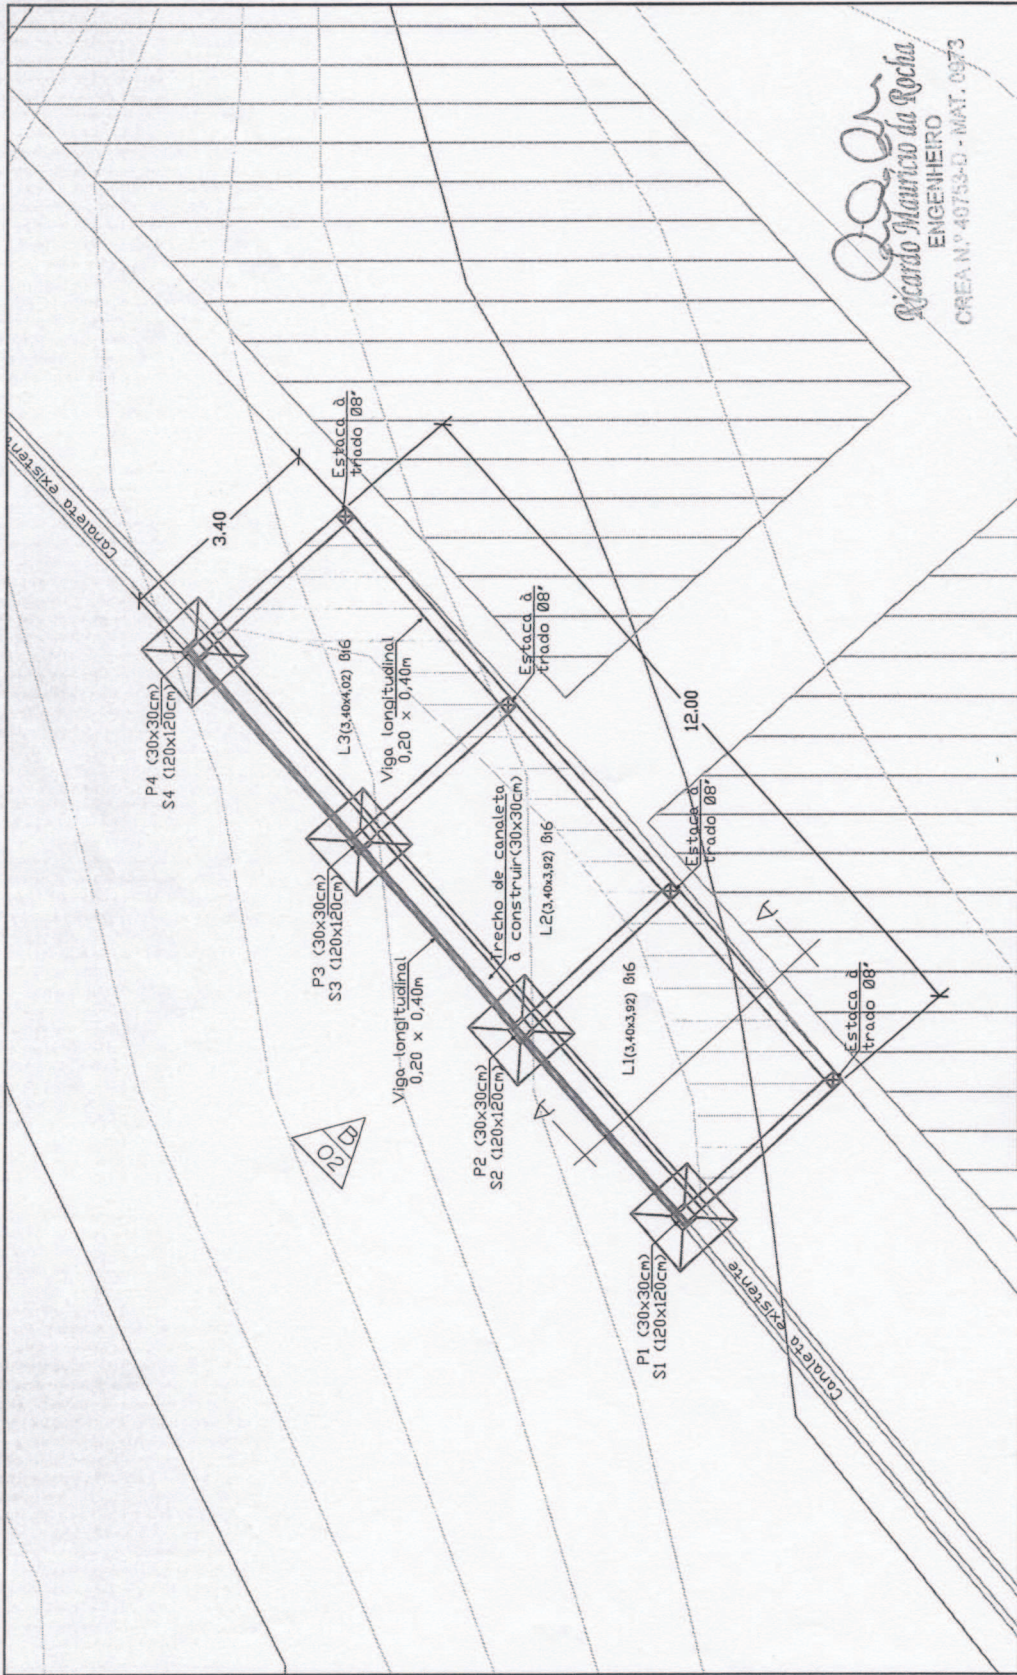 Canaleta existente
P1 (30x30cm)
S1 (120x120cm)
P2 (30x30cm)
S2 (120x120cm)
Viga longitudinal
0,20 x 0,40m
P3 (30x30cm)
S3 (120x120cm)
P4 (30x30cm)
S4 (120x120cm)
Canaleta existent
3.40
L3(3,40x4,02) B16
Viga longitudinal
0,20 x 0,40m
Trecho de canaleta
à construir(30x30cm)
L2(3,40x3,92) B16
L1(3,40x3,92) B16
A
A
B
02
Estaca à
trado Ø8"
Estaca à
trado Ø8"
Estaca à
trado Ø8"
Estaca à
trado Ø8"
12.00
Ricardo Mauricio da Rocha
ENGENHEIRO
CREA N.º 40753-D - MAT. 0973